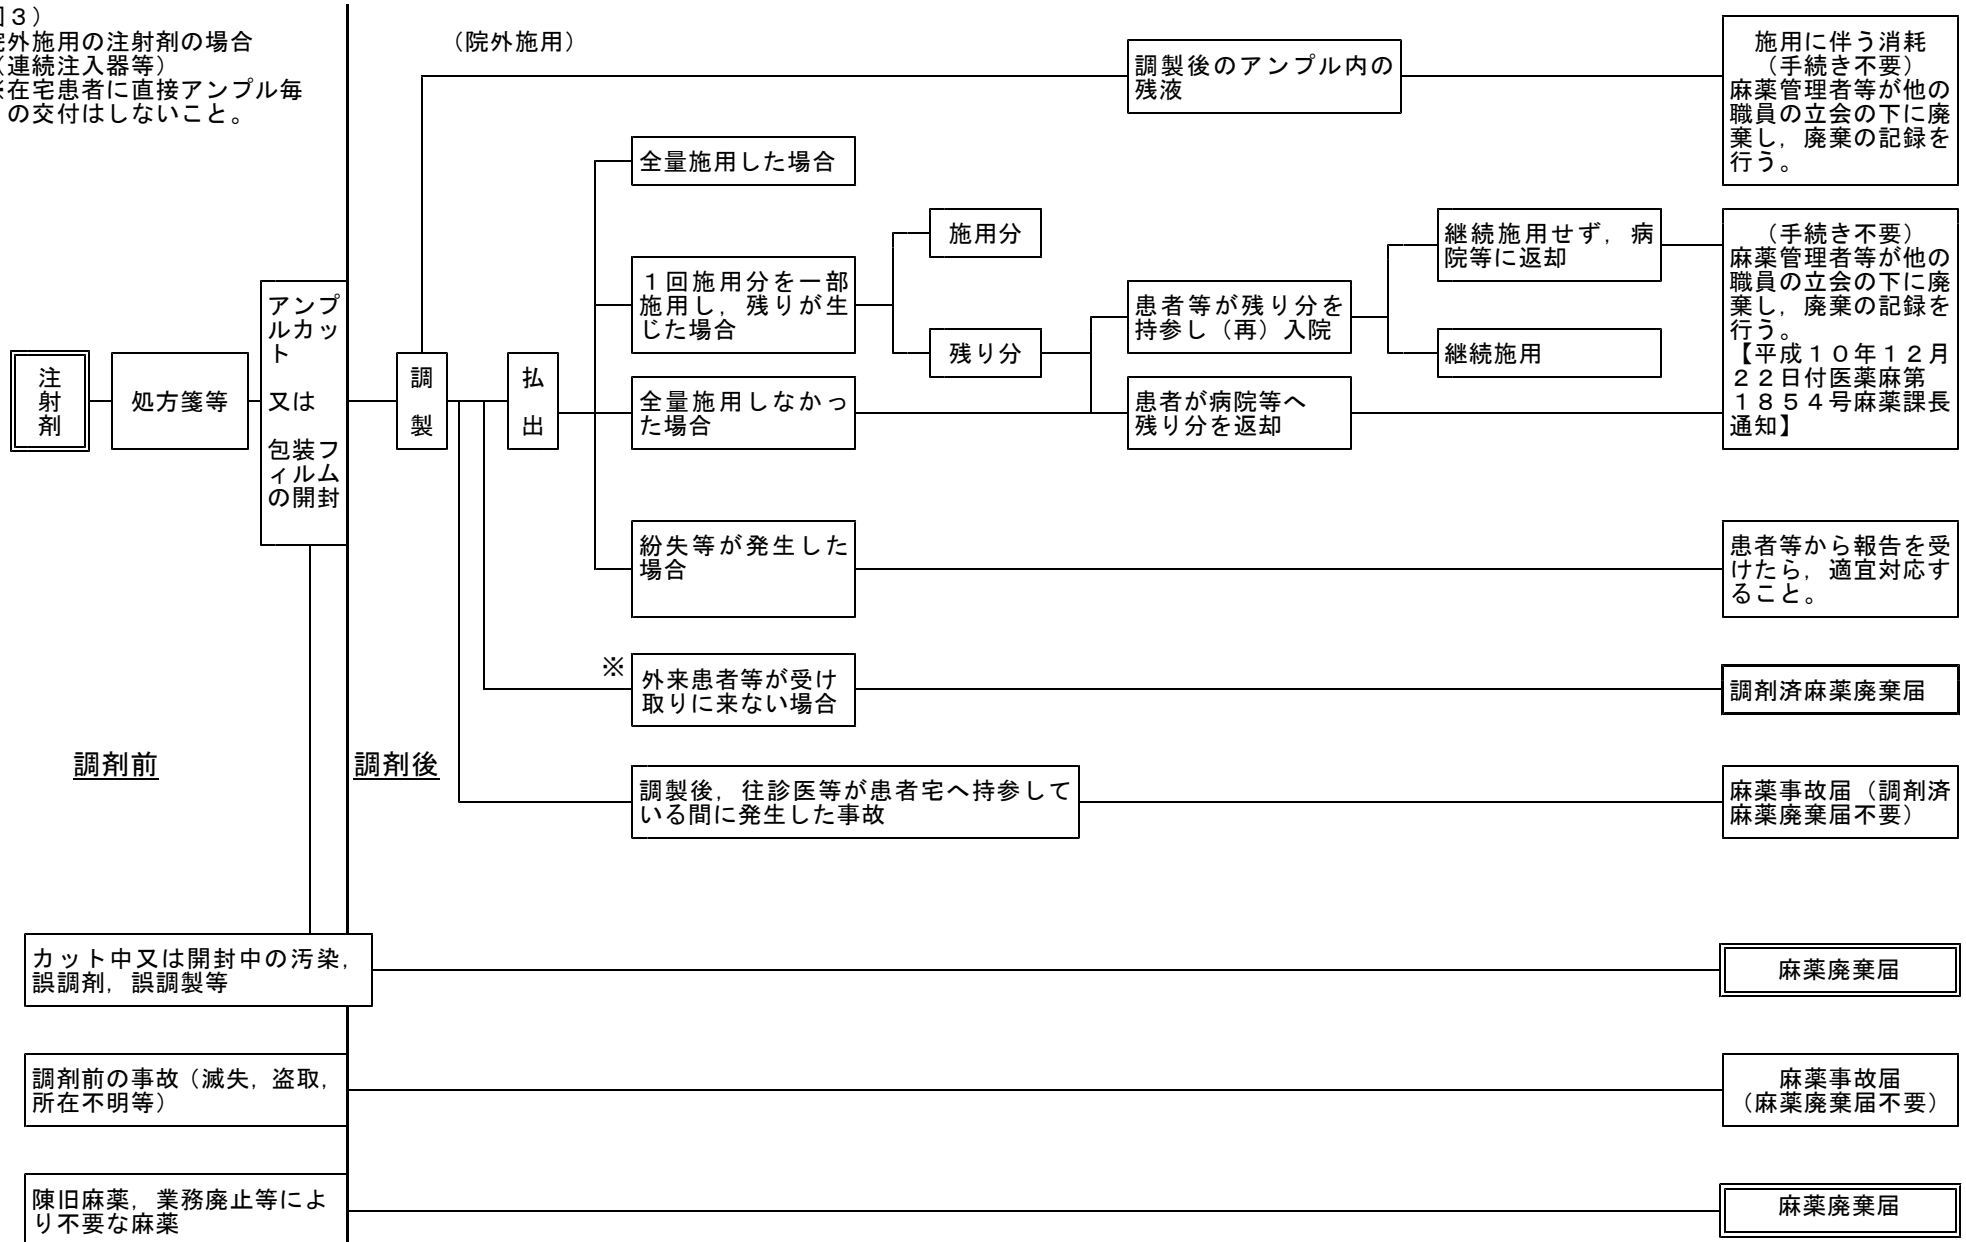 ３）
外施用の注射剤の場合
（連続注入器等）
在宅患者に直接アンプル毎
の交付はしないこと。
（院外施用）
調製後のアンプル内の
残液
施用に伴う消耗
（手続き不要）
麻薬管理者等が他の
職員の立会の下に廃
棄し，廃棄の記録を
行う。
全量施用した場合
施用分
１回施用分を一部
施用し，残りが生
じた場合
残り分
患者等が残り分を
持参し（再）入院
継続施用せず，病
院等に返却
継続施用
（手続き不要）
麻薬管理者等が他の
職員の立会の下に廃
棄し，廃棄の記録を
行う。
【平成１０年１２月
２２日付医薬麻第
１８５４号麻薬課長
通知】
注
射
剤
処方箋等
アンプ
ルカッ
ト
又は
包装フ
ィルム
の開封
調
製
払
出
全量施用しなかっ
た場合
患者が病院等へ
残り分を返却
紛失等が発生した
場合
患者等から報告を受
けたら，適宜対応す
ること。
※
外来患者等が受け
取りに来ない場合
調剤済麻薬廃棄届
調剤前
調剤後
調製後，往診医等が患者宅へ持参して
いる間に発生した事故
麻薬事故届（調剤済
麻薬廃棄届不要）
カット中又は開封中の汚染，
誤調剤，誤調製等
麻薬廃棄届
調剤前の事故（滅失，盗取，
所在不明等）
麻薬事故届
（麻薬廃棄届不要）
陳旧麻薬，業務廃止等によ
り不要な麻薬
麻薬廃棄届